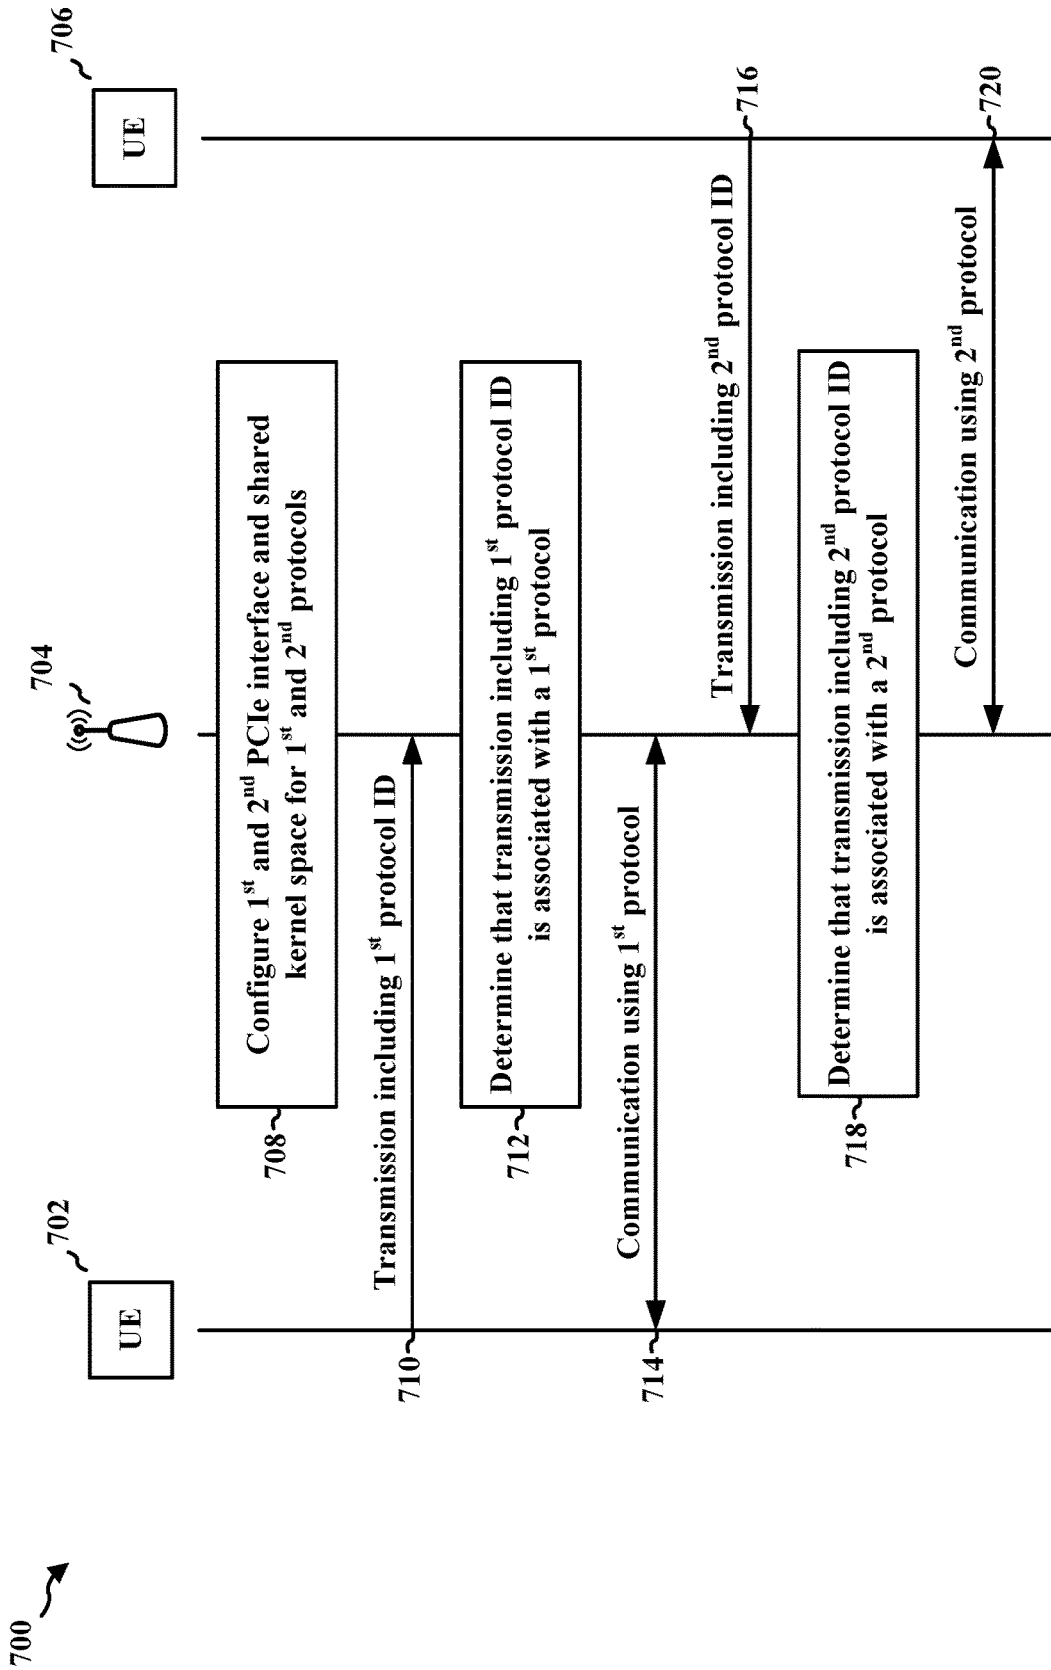 700
702
UE
704
706
UE
Configure 1st and 2nd PCIe interface and shared
kernel space for 1st and 2nd protocols
708
Transmission including 1st protocol ID
710
Determine that transmission including 1st protocol ID
is associated with a 1st protocol
712
Communication using 1st protocol
714
Transmission including 2nd protocol ID
716
Determine that transmission including 2nd protocol ID
is associated with a 2nd protocol
718
Communication using 2nd protocol
720